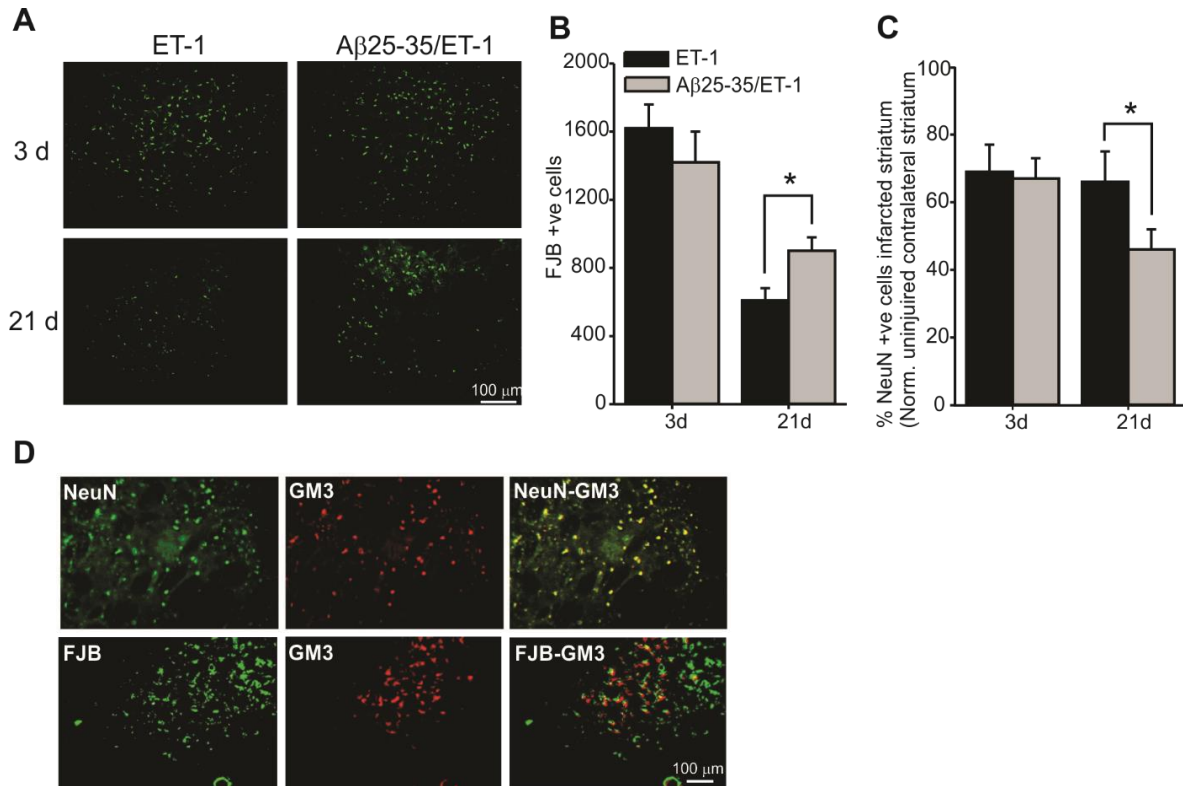 A
ET-1
Aβ25-35/ET-1
3 d
21 d
100 μm
B
ET-1
Aβ25-35/ET-1
FJB +ve cells
2000
1600
1200
800
400
0
*
3d
21d
C
% NeuN +ve cells infarcted striatum
(Norm. uninjuired contralateral striatum
100
80
60
40
20
0
*
3d
21d
D
NeuN
GM3
NeuN-GM3
FJB
GM3
FJB-GM3
100 μm